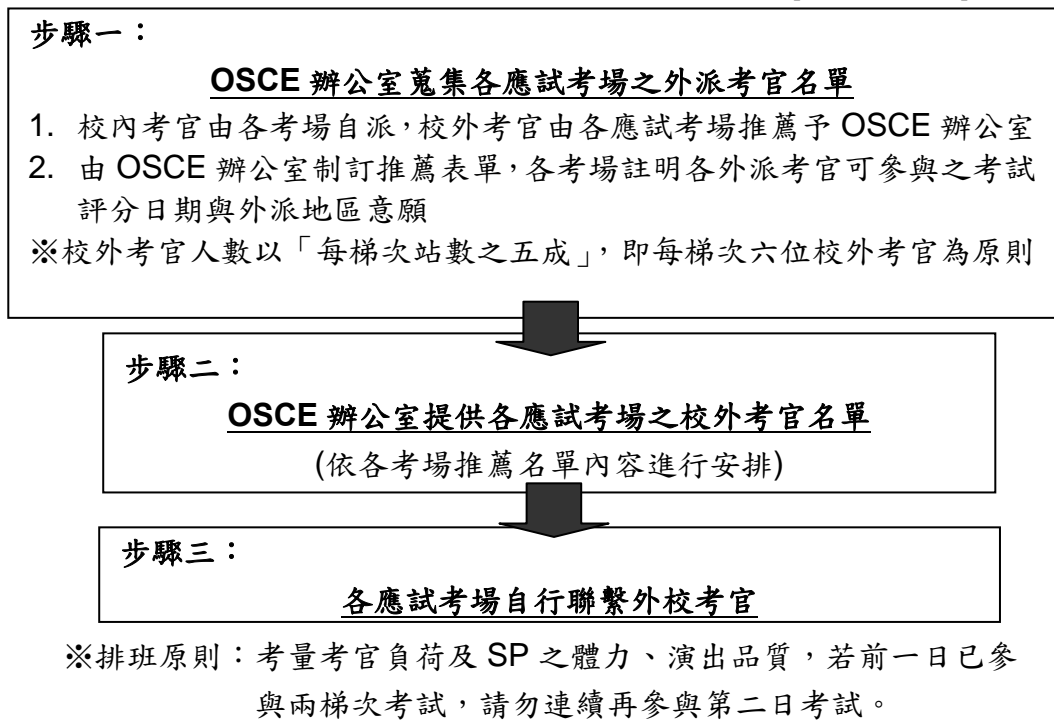 步驟一：
OSCE 辦公室蒐集各應試考場之外派考官名單
1. 校內考官由各考場自派，校外考官由各應試考場推薦予 OSCE 辦公室
2. 由 OSCE 辦公室制訂推薦表單，各考場註明各外派考官可參與之考試
評分日期與外派地區意願
※校外考官人數以「每梯次站數之五成」，即每梯次六位校外考官為原則
步驟二：
OSCE 辦公室提供各應試考場之校外考官名單
(依各考場推薦名單內容進行安排)
步驟三：
各應試考場自行聯繫外校考官
※排班原則：考量考官負荷及 SP 之體力、演出品質，若前一日已參
與兩梯次考試，請勿連續再參與第二日考試。